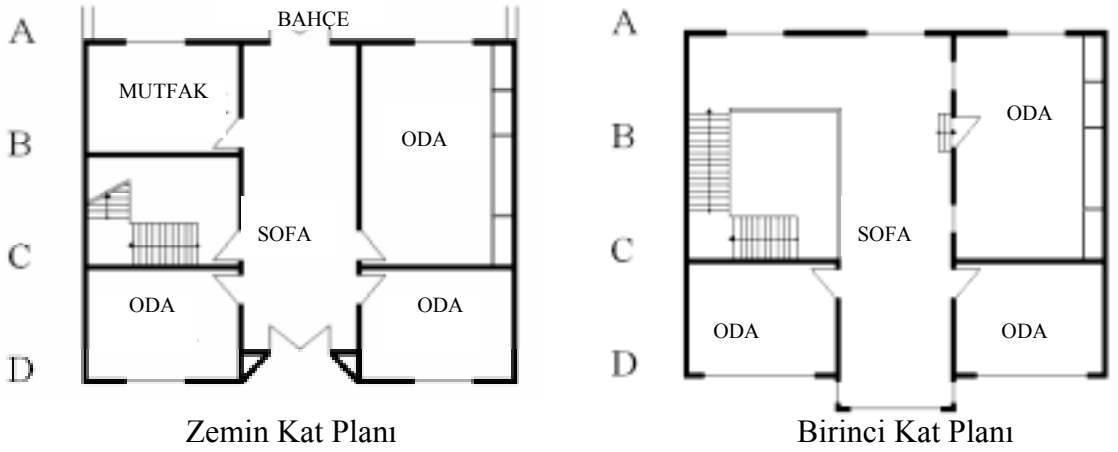 BAHÇE
A
MUTFAK
ODA
B
SOFA
C
ODA
ODA
D
Zemin Kat Planı
A
ODA
B
SOFA
C
ODA
ODA
D
Birinci Kat Planı